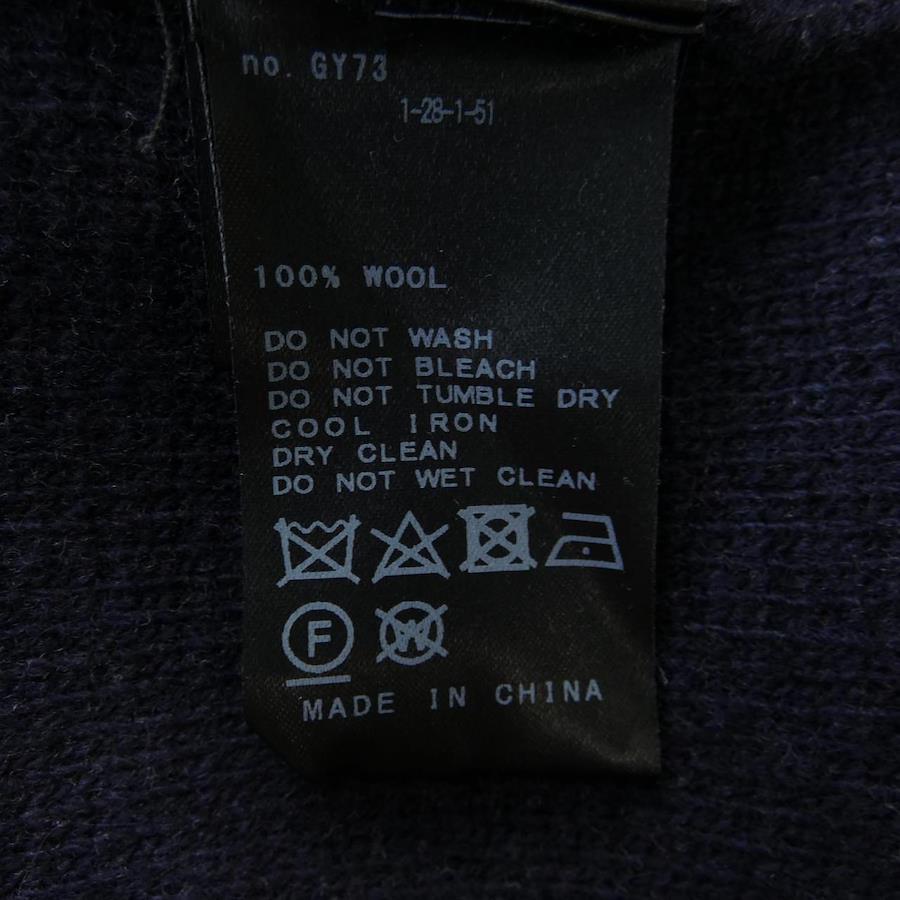 no. GY73
1-28-1-51
100% WOOL
DO NOT WASH
DO NOT BLEACH
DO NOT TUMBLE DRY
COOL IRON
DRY CLEAN
DO NOT WET CLEAN
F W
MADE IN CHINA